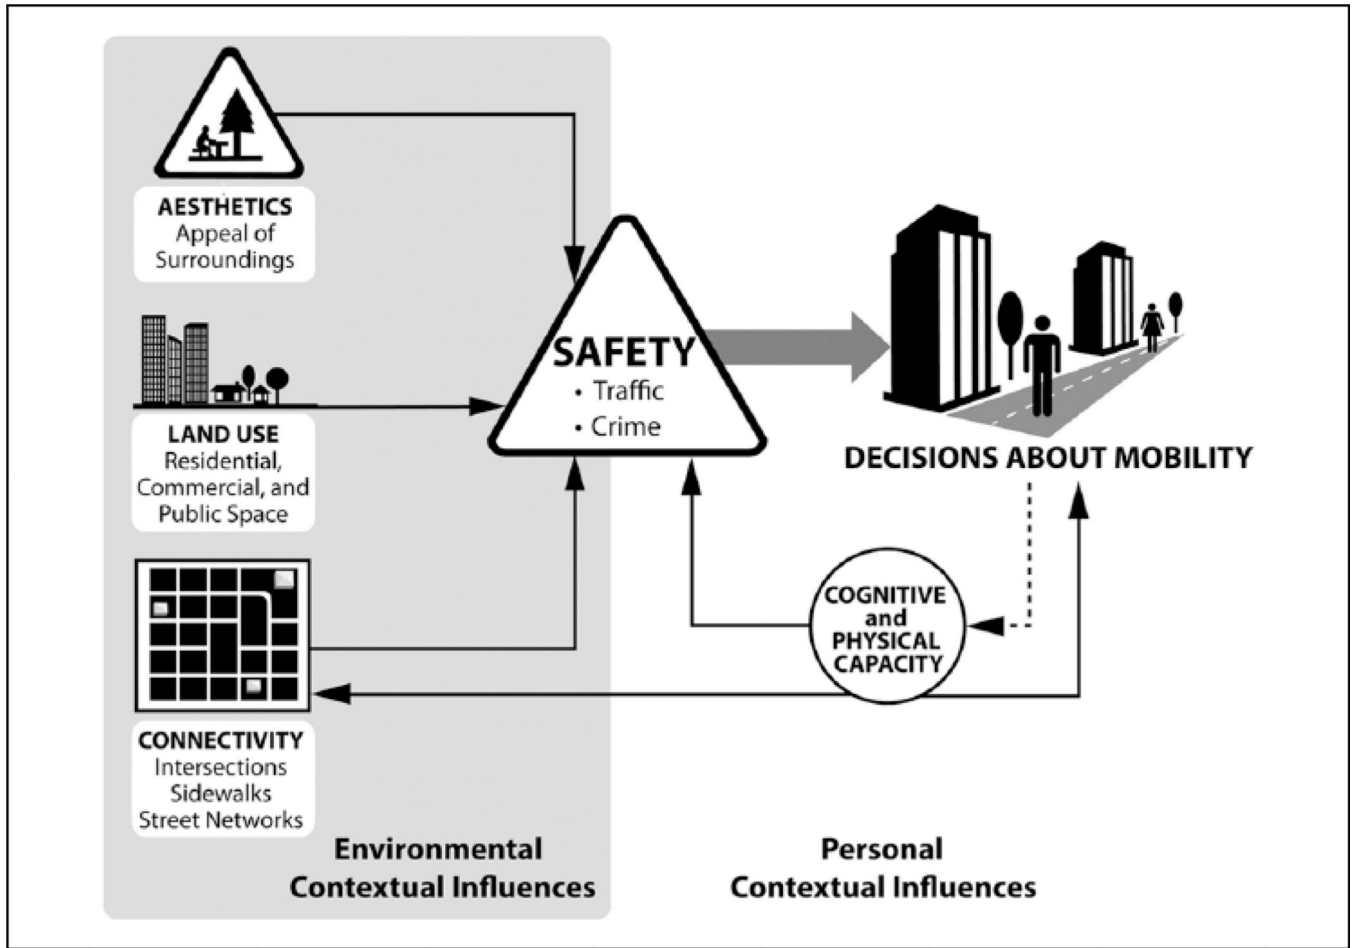 AESTHETICS
Appeal of
Surroundings
LAND USE
Residential,
Commercial, and
Public Space
CONNECTIVITY
Intersections
Sidewalks
Street Networks
SAFETY
• Traffic
• Crime
DECISIONS ABOUT MOBILITY
COGNITIVE
and
PHYSICAL
CAPACITY
Environmental
Contextual Influences
Personal
Contextual Influences